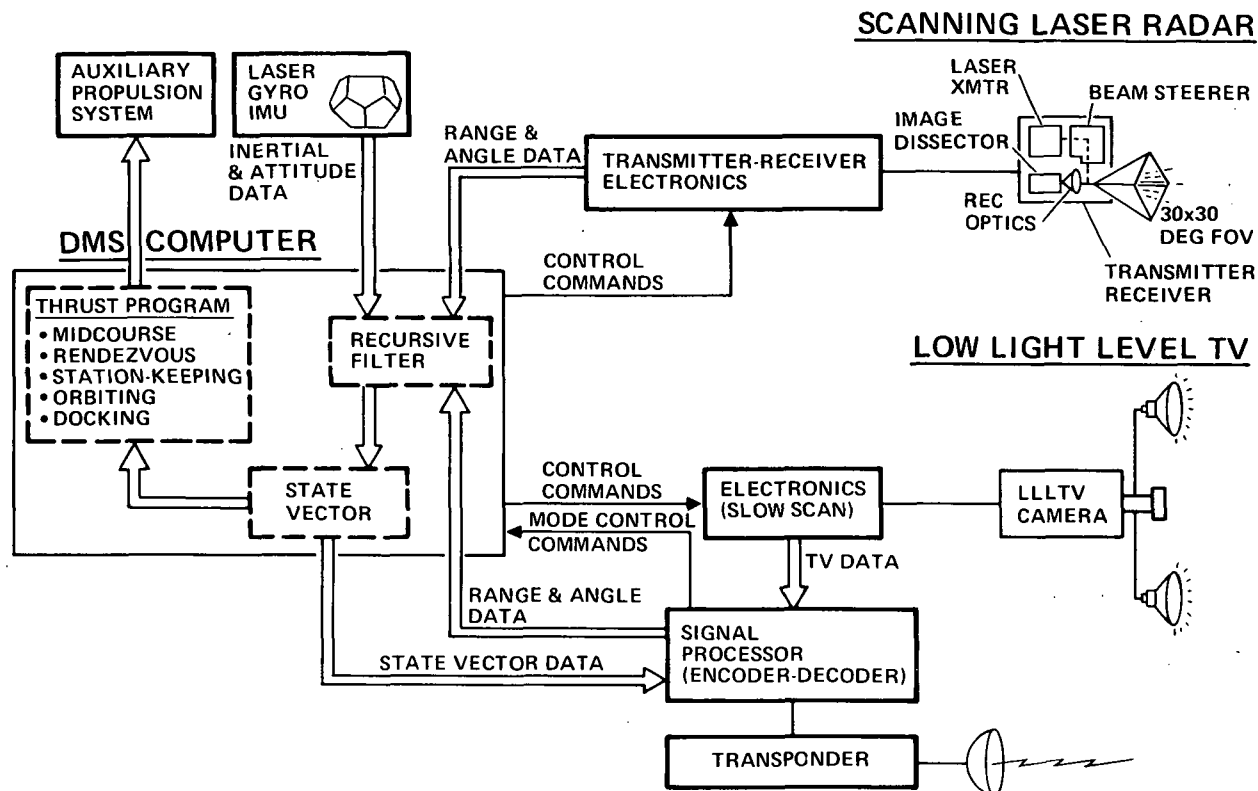 SCANNING LASER RADAR
AUXILIARY
PROPULSION
SYSTEM
LASER
GYRO
IMU
LASER
XMTR
BEAM STEERER
IMAGE
DISSECTOR
REC
OPTICS
30x30
DEG FOV
TRANSMITTER
RECEIVER
INERTIAL
& ATTITUDE
DATA
RANGE &
ANGLE DATA
TRANSMITTER-RECEIVER
ELECTRONICS
DMS COMPUTER
CONTROL
COMMANDS
THRUST PROGRAM
• MIDCOURSE
• RENDEZVOUS
• STATION-KEEPING
• ORBITING
• DOCKING
RECURSIVE
FILTER
LOW LIGHT LEVEL TV
STATE
VECTOR
CONTROL
COMMANDS
MODE CONTROL
COMMANDS
ELECTRONICS
(SLOW SCAN)
LLLTV
CAMERA
TV DATA
RANGE & ANGLE
DATA
STATE VECTOR DATA
SIGNAL
PROCESSOR
(ENCODER-DECODER)
TRANSPONDER